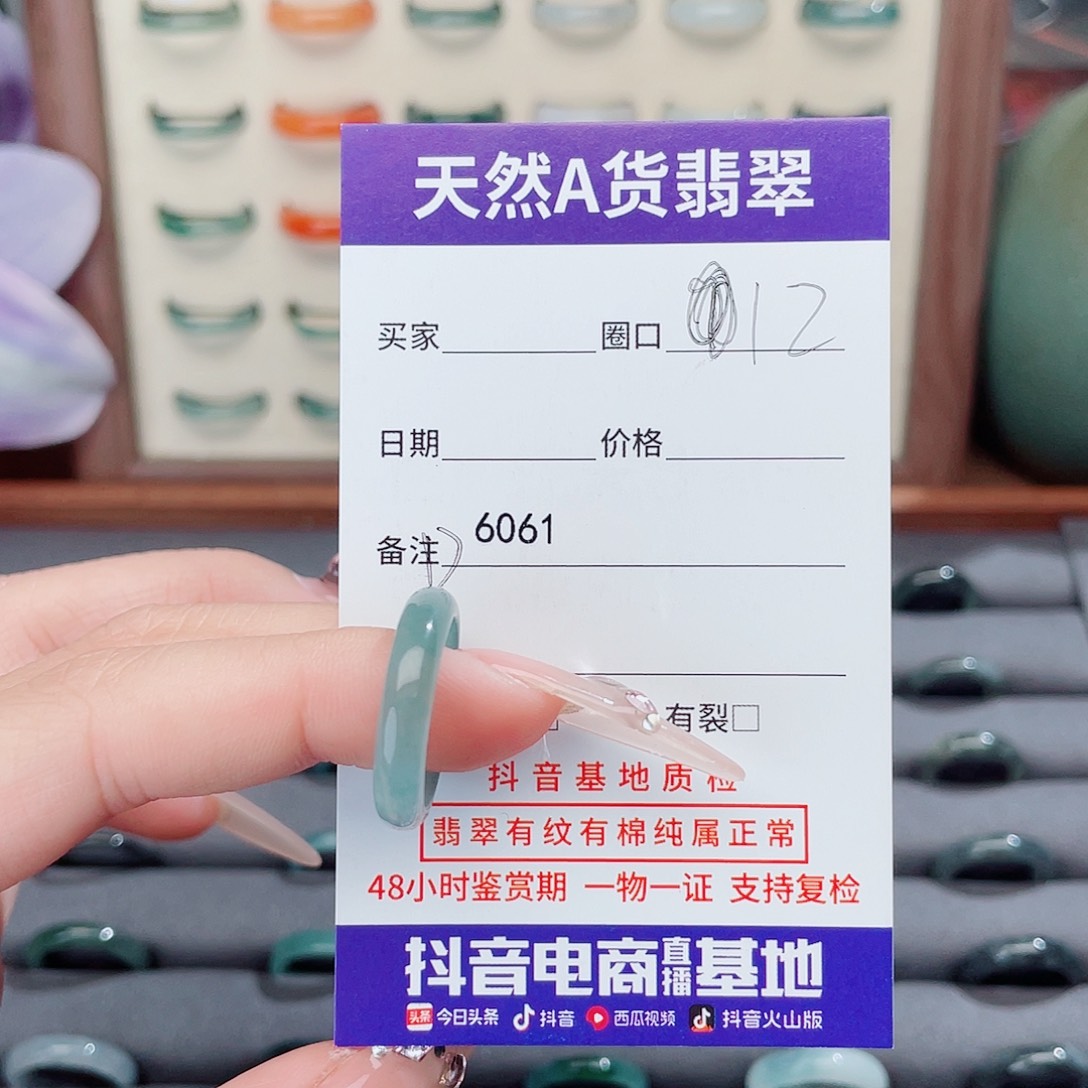 天然A货翡翠
买家 圈口 12
日期 价格
备注 6061
有裂□
抖音基地质检
翡翠有纹有棉纯属正常
48小时鉴赏期 一物一证 支持复检
抖音电商直播基地
头条 今日头条 抖音 西瓜视频 抖音火山版